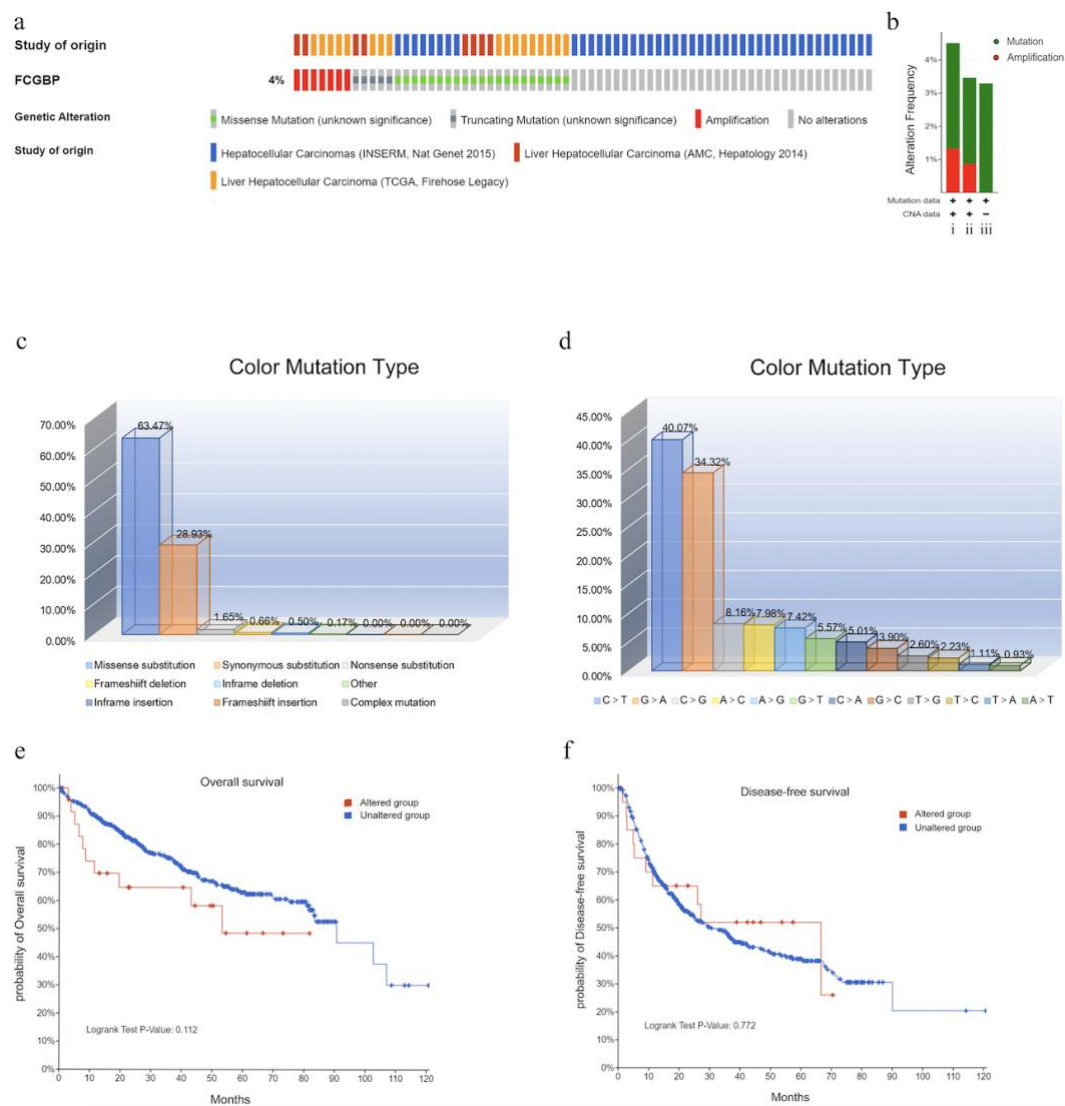 a
Study of origin
FCGBP 4%
Genetic Alteration Missense Mutation (unknown significance) Truncating Mutation (unknown significance) Amplification No alterations
Study of origin Hepatocellular Carcinomas (INSERM, Nat Genet 2015) Liver Hepatocellular Carcinoma (AMC, Hepatology 2014)
Liver Hepatocellular Carcinoma (TCGA, Firehose Legacy)
b
Mutation
Amplification
Alteration Frequency
4%
3%
2%
1%
Mutation data + + +
CNA data + + −
i ii iii
c
Color Mutation Type
70.00%
60.00%
50.00%
40.00%
30.00%
20.00%
10.00%
0.00%
63.47% 28.93% 1.65% 0.66% 0.50% 0.17% 0.00% 0.00% 0.00%
Missense substitution Synonymous substitution Nonsense substitution
Frameshiift deletion Inframe deletion Other
Inframe insertion Frameshiift insertion Complex mutation
d
Color Mutation Type
45.00%
40.00%
35.00%
30.00%
25.00%
20.00%
15.00%
10.00%
5.00%
0.00%
40.07% 34.32% 8.16% 7.98% 7.42% 5.57% 5.01% 3.90% 2.60% 2.23% 1.11% 0.93%
C>T G>A C>G A>C A>G G>T C>A G>C T>G T>C T>A A>T
e
Overall survival
Altered group
Unaltered group
probability of Overall survival
100%
90%
80%
70%
60%
50%
40%
30%
20%
10%
0%
Logrank Test P-Value: 0.112
0 10 20 30 40 50 60 70 80 90 100 110 120
Months
f
Disease-free survival
Altered group
Unaltered group
probability of Disease-free survival
100%
90%
80%
70%
60%
50%
40%
30%
20%
10%
0%
Logrank Test P-Value: 0.772
0 10 20 30 40 50 60 70 80 90 100 110 120
Months